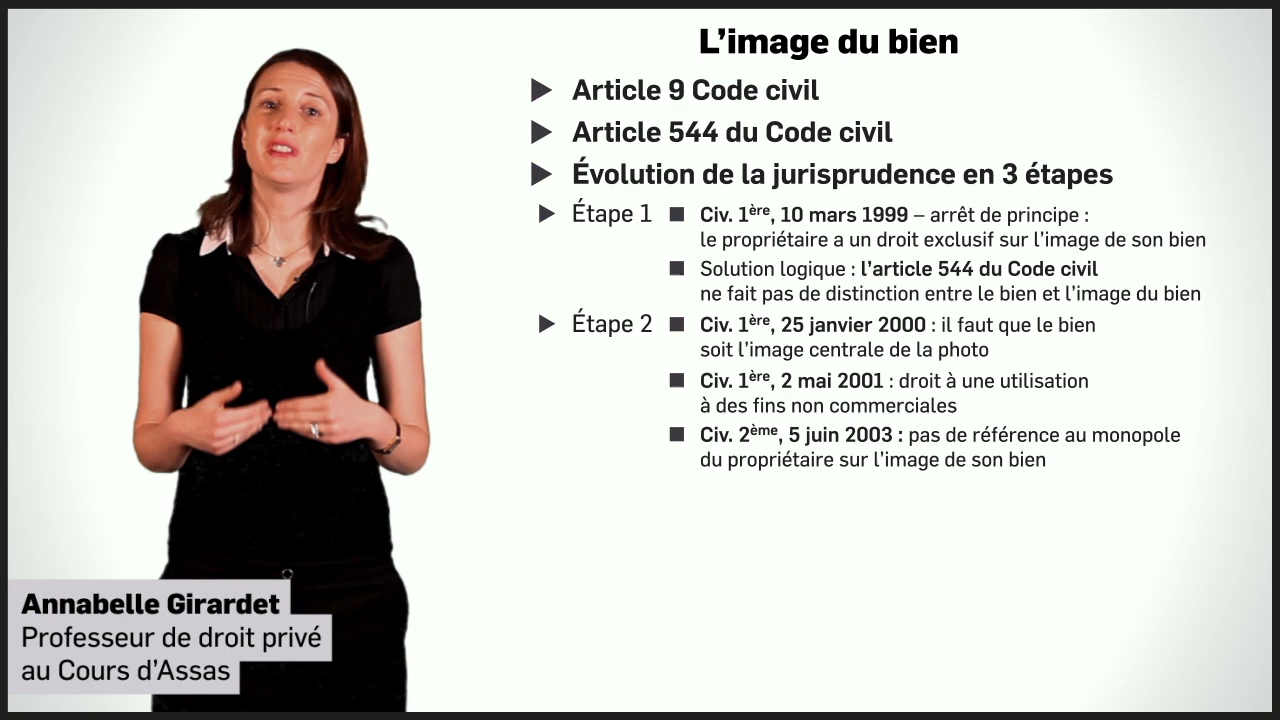 L’image du bien
Article 9 Code civil
Article 544 du Code civil
Évolution de la jurisprudence en 3 étapes
Étape 1
Civ. 1ère, 10 mars 1999 – arrêt de principe :
le propriétaire a un droit exclusif sur l’image de son bien
Solution logique : l’article 544 du Code civil
ne fait pas de distinction entre le bien et l’image du bien
Étape 2
Civ. 1ère, 25 janvier 2000 : il faut que le bien
soit l’image centrale de la photo
Civ. 1ère, 2 mai 2001 : droit à une utilisation
à des fins non commerciales
Civ. 2ème, 5 juin 2003 : pas de référence au monopole
du propriétaire sur l’image de son bien
Annabelle Girardet
Professeur de droit privé
au Cours d’Assas